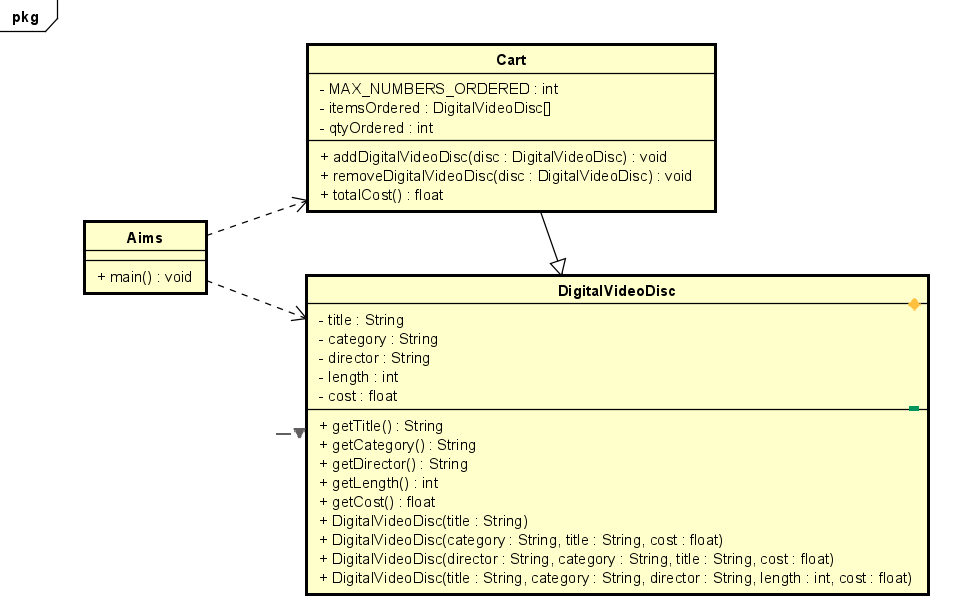 pkg
Cart
- MAX_NUMBERS_ORDERED : int
- itemsOrdered : DigitalVideoDisc[]
- qtyOrdered : int
+ addDigitalVideoDisc(disc : DigitalVideoDisc) : void
+ removeDigitalVideoDisc(disc : DigitalVideoDisc) : void
+ totalCost() : float
Aims
+ main() : void
DigitalVideoDisc
- title : String
- category : String
- director : String
- length : int
- cost : float
+ getTitle() : String
+ getCategory() : String
+ getDirector() : String
+ getLength() : int
+ getCost() : float
+ DigitalVideoDisc(title : String)
+ DigitalVideoDisc(category : String, title : String, cost : float)
+ DigitalVideoDisc(director : String, category : String, title : String, cost : float)
+ DigitalVideoDisc(title : String, category : String, director : String, length : int, cost : float)